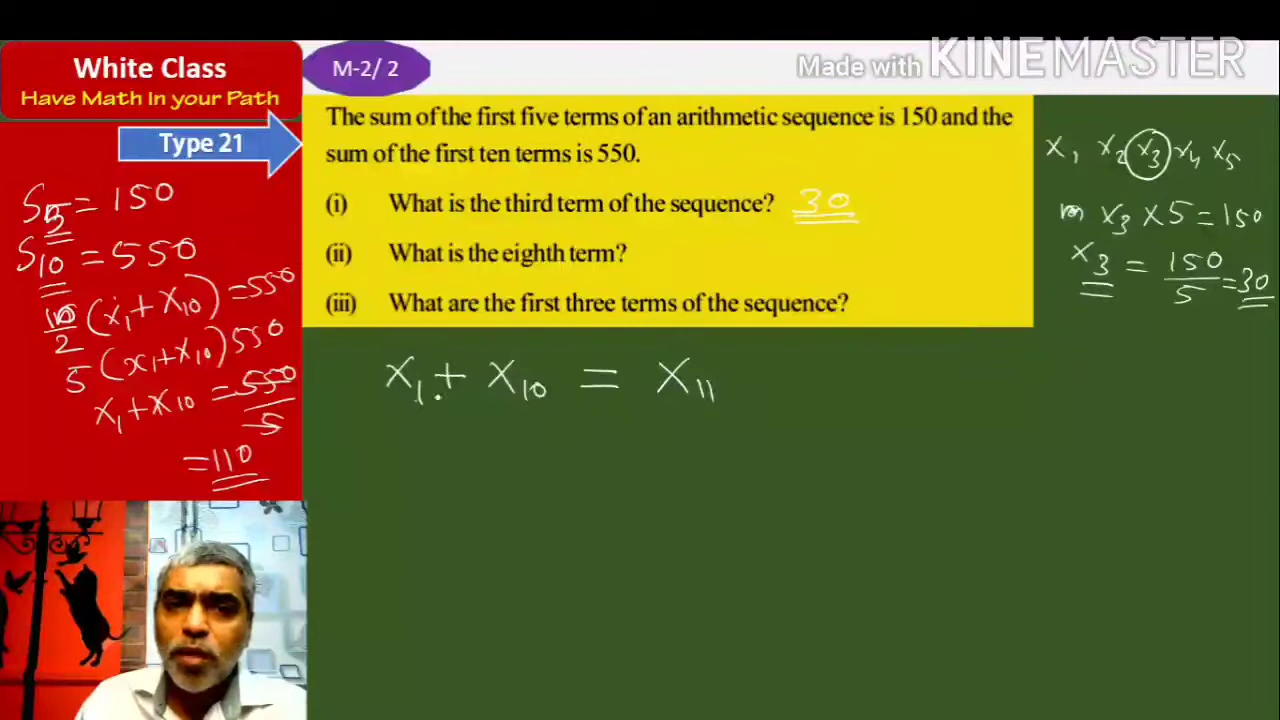 White Class
Have Math in your Path
Type 21
M-2/ 2
Made with KINEMASTER
The sum of the first five terms of an arithmetic sequence is 150 and the
sum of the first ten terms is 550.
(i) What is the third term of the sequence? 30
(ii) What is the eighth term?
(iii) What are the first three terms of the sequence?
S5 = 150
S10 = 550
10/2 (x1 + x10) = 550
5 (x1 + x10) 550
x1 + x10 = 550/5
= 110
x1 x2 x3 x4 x5
x3 × 5 = 150
x3 = 150/5 = 30
x1 + x10 = x11